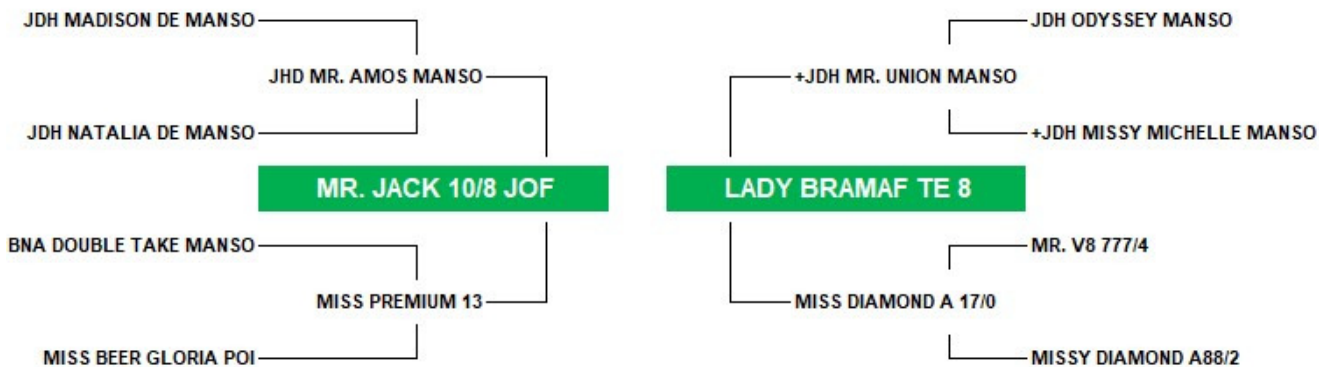 JDH MADISON DE MANSO
JDH ODYSSEY MANSO
JHD MR. AMOS MANSO
+JDH MR. UNION MANSO
JDH NATALIA DE MANSO
+JDH MISSY MICHELLE MANSO
MR. JACK 10/8 JOF
LADY BRAMAF TE 8
BNA DOUBLE TAKE MANSO
MR. V8 777/4
MISS PREMIUM 13
MISS DIAMOND A 17/0
MISS BEER GLORIA POI
MISSY DIAMOND A88/2